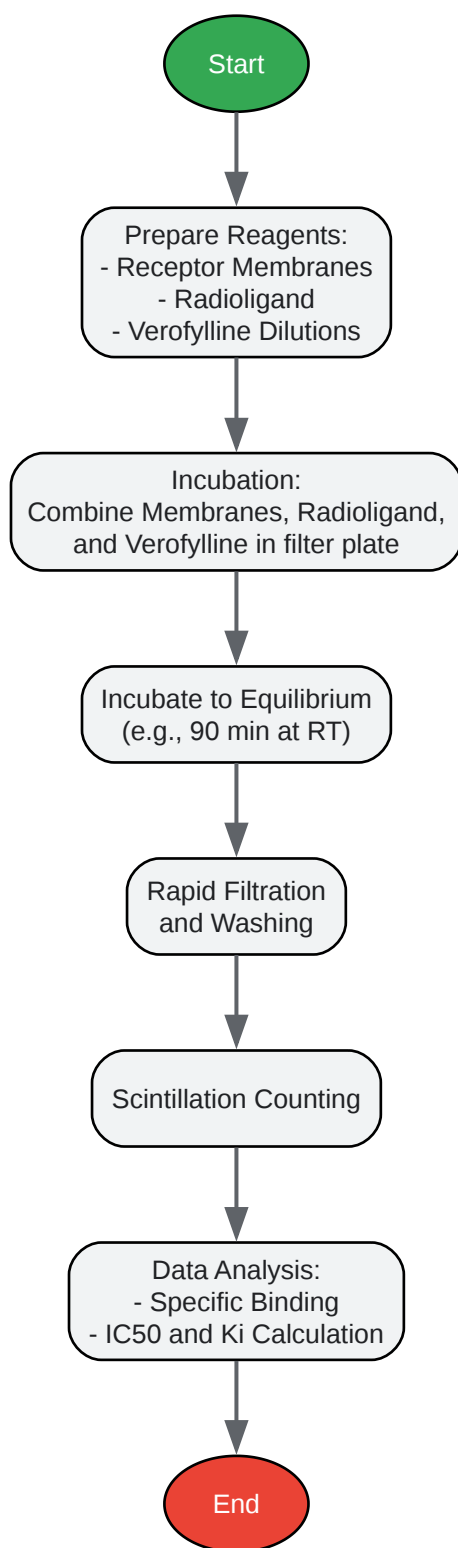 Start
Prepare Reagents:
- Receptor Membranes
- Radioligand
- Verofylline Dilutions
Incubation:
Combine Membranes, Radioligand,
and Verofylline in filter plate
Incubate to Equilibrium
(e.g., 90 min at RT)
Rapid Filtration
and Washing
Scintillation Counting
Data Analysis:
- Specific Binding
- IC50 and Ki Calculation
End